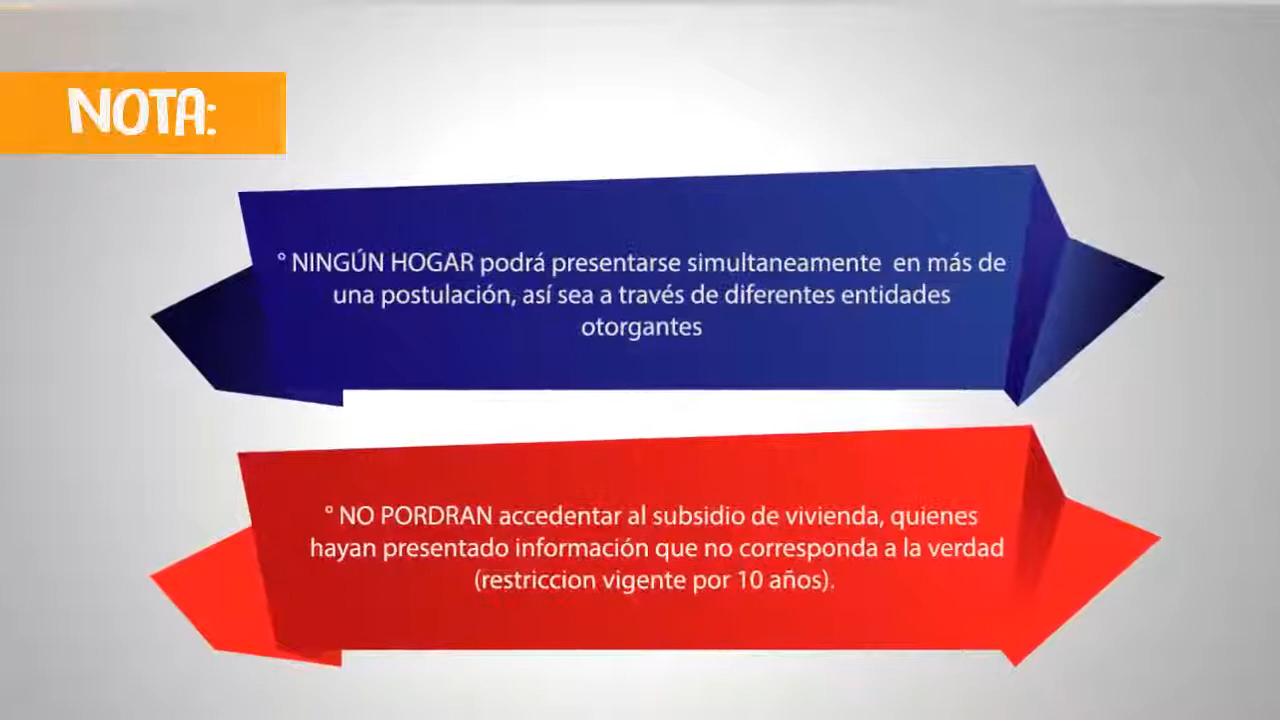 NOTA:
° NINGÚN HOGAR podrá presentarse simultaneamente en más de
una postulación, así sea a través de diferentes entidades
otorgantes
° NO PORDRAN accedentar al subsidio de vivienda, quienes
hayan presentado información que no corresponda a la verdad
(restriccion vigente por 10 años).